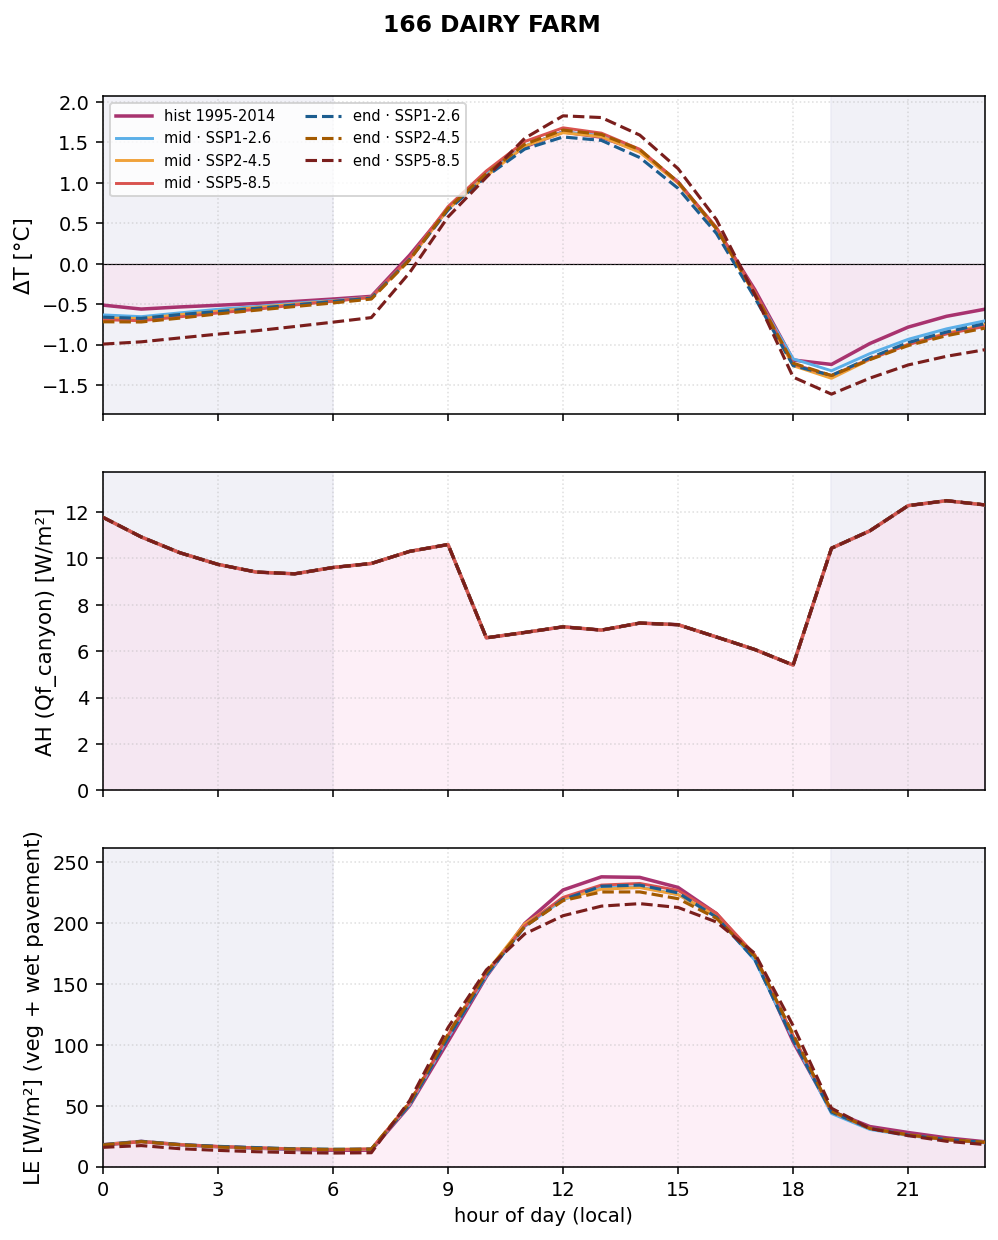 166 DAIRY FARM
ΔT [°C]
2.0
1.5
1.0
0.5
0.0
−0.5
−1.0
−1.5
hist 1995-2014
mid · SSP1-2.6
mid · SSP2-4.5
mid · SSP5-8.5
end · SSP1-2.6
end · SSP2-4.5
end · SSP5-8.5
AH (Qf_canyon) [W/m²]
12
10
8
6
4
2
0
LE [W/m²] (veg + wet pavement)
250
200
150
100
50
0
0 3 6 9 12 15 18 21
hour of day (local)